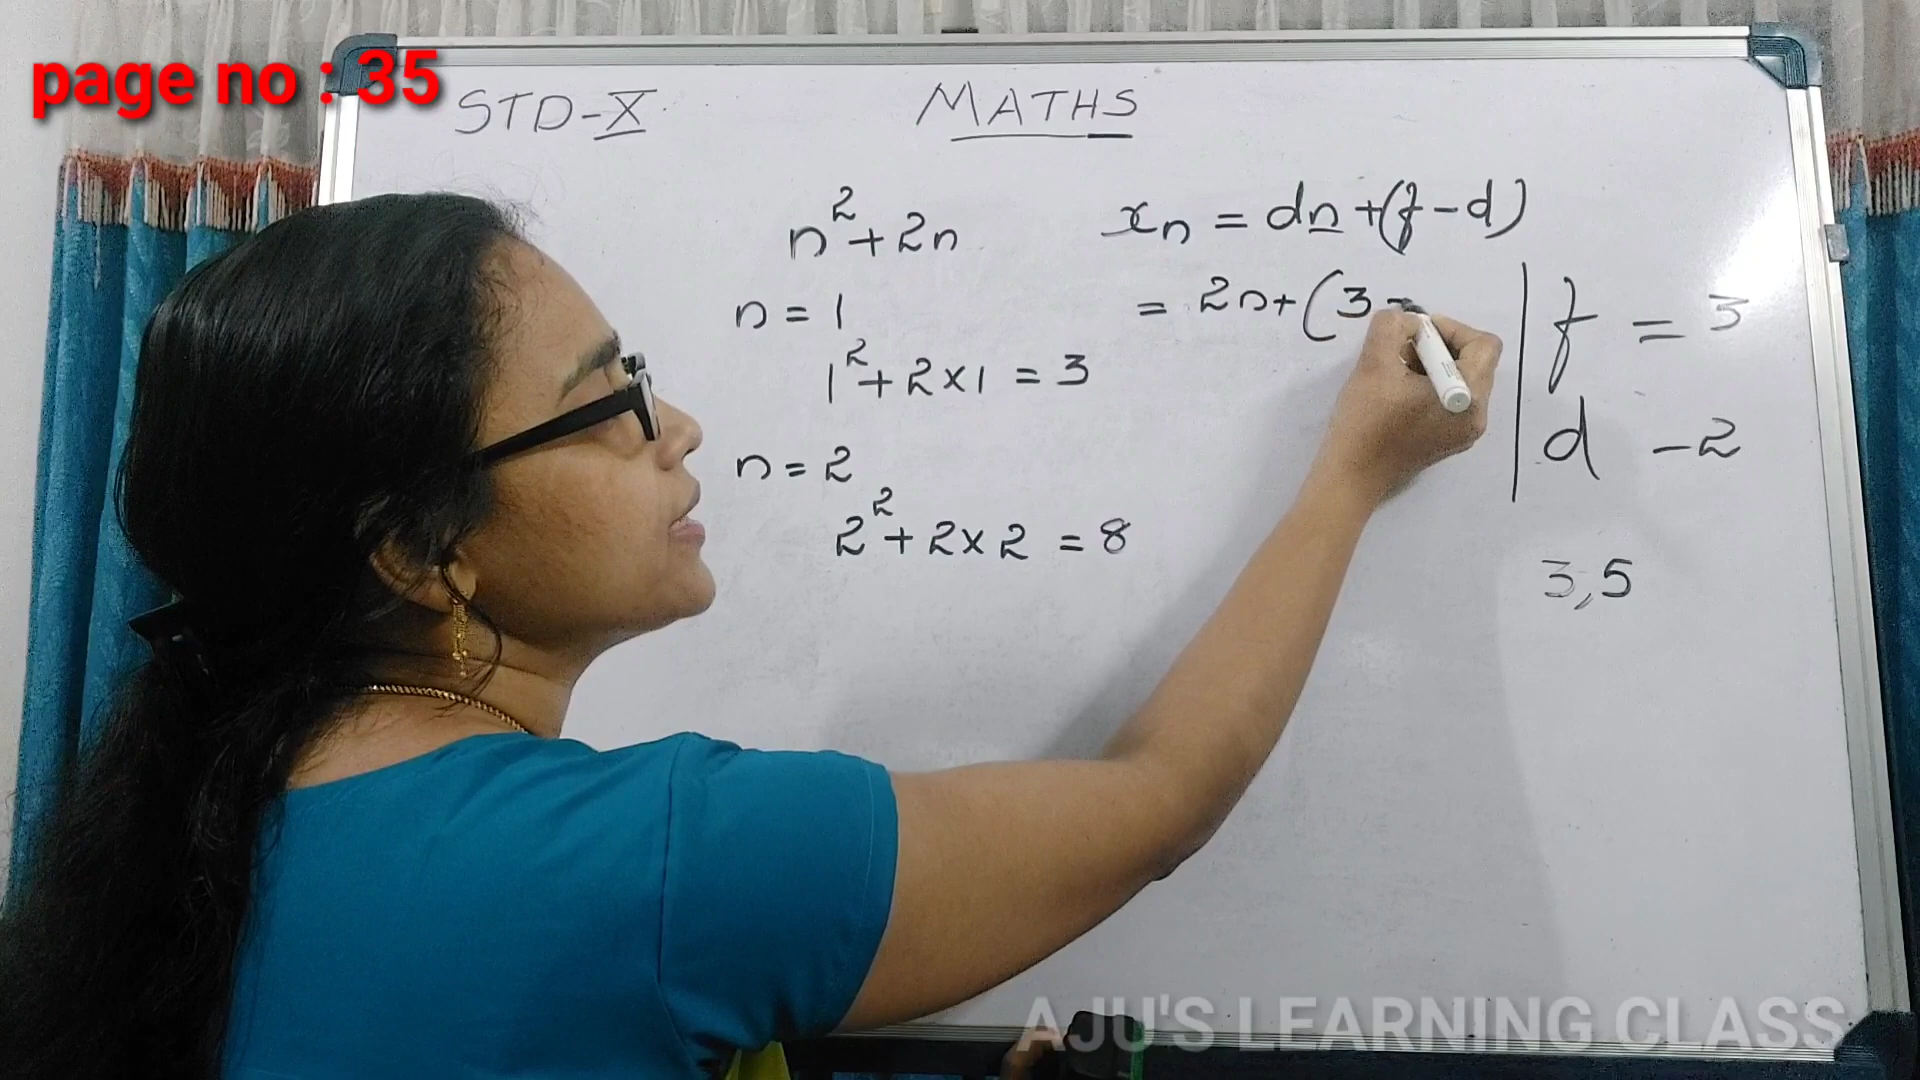 page no : 35
STD-X
MATHS
n² + 2n
n = 1
1² + 2×1 = 3
n = 2
2² + 2×2 = 8
xn = dn + (f - d)
= 2n + (3 -
f = 3
d - 2
3, 5
AJU'S LEARNING CLASS